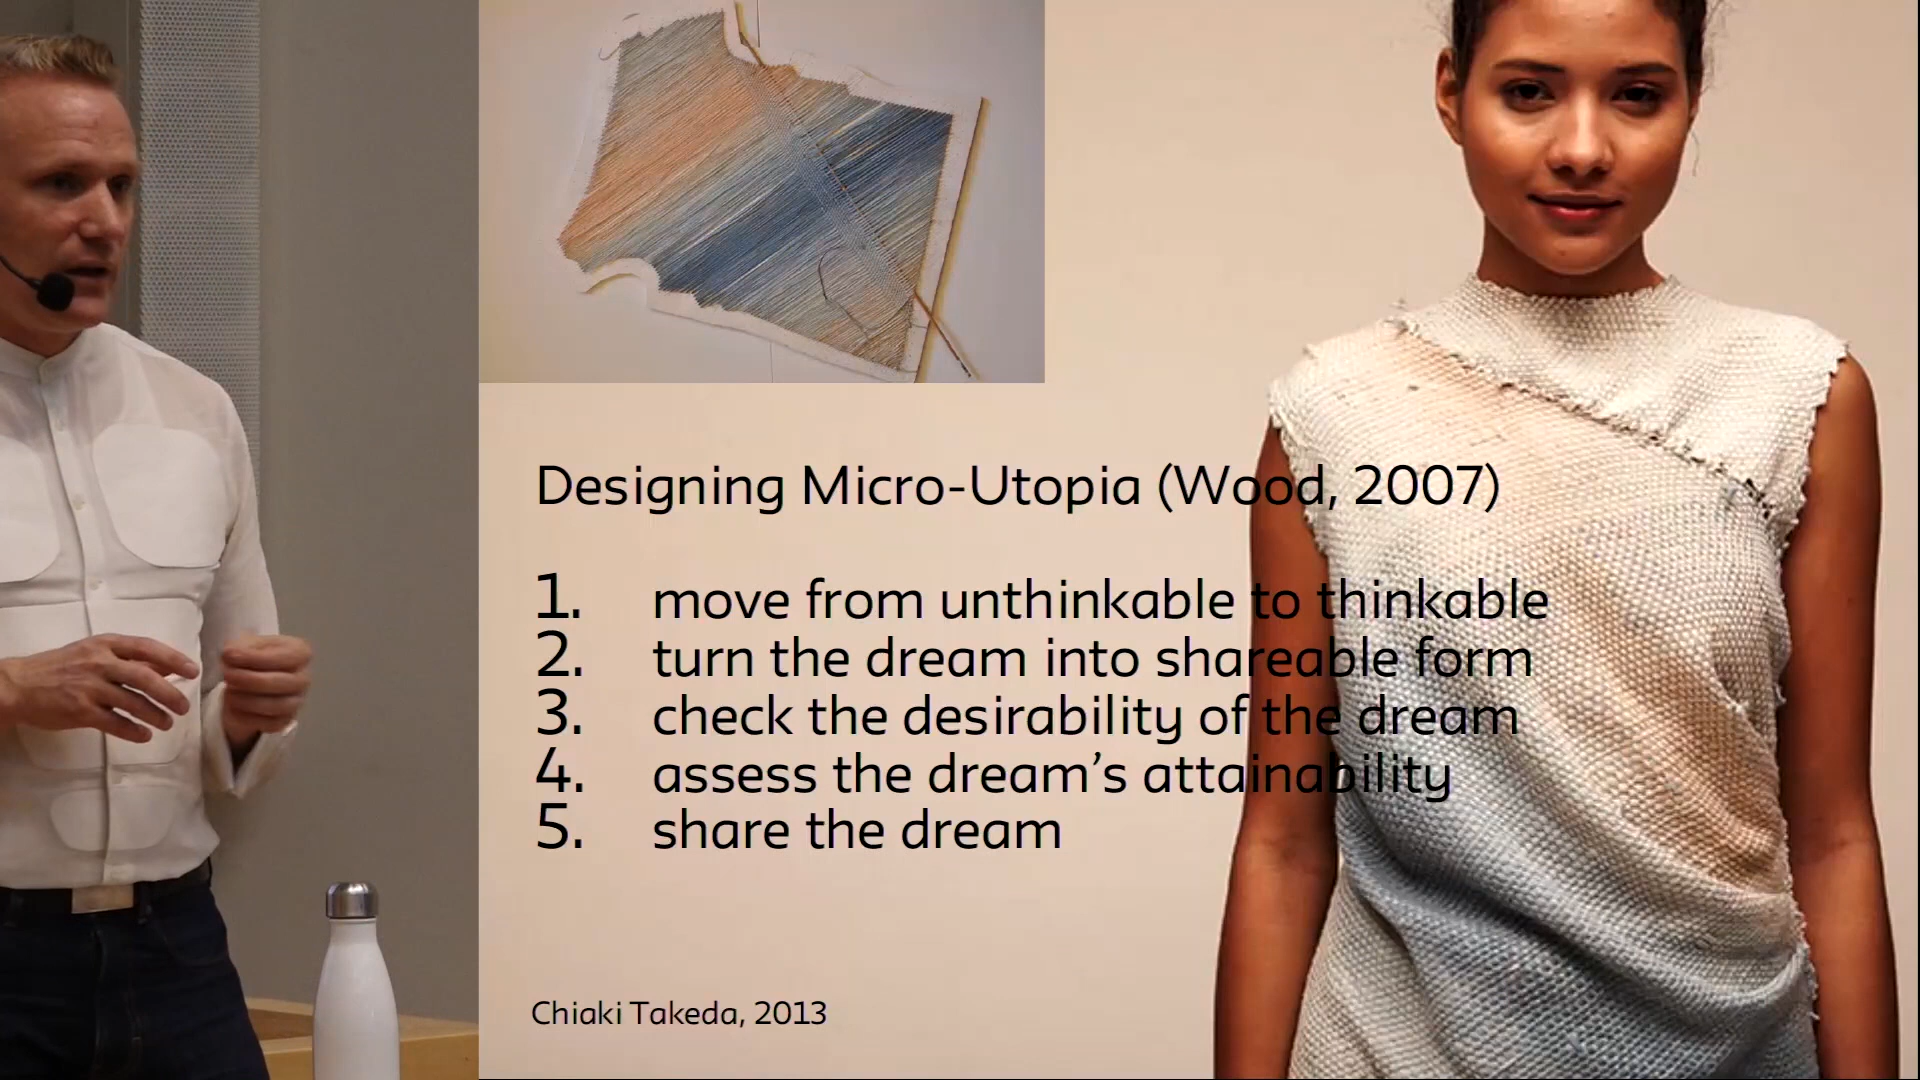 Designing Micro-Utopia (Wood, 2007)
1. move from unthinkable to thinkable
2. turn the dream into shareable form
3. check the desirability of the dream
4. assess the dream's attainability
5. share the dream
Chiaki Takeda, 2013